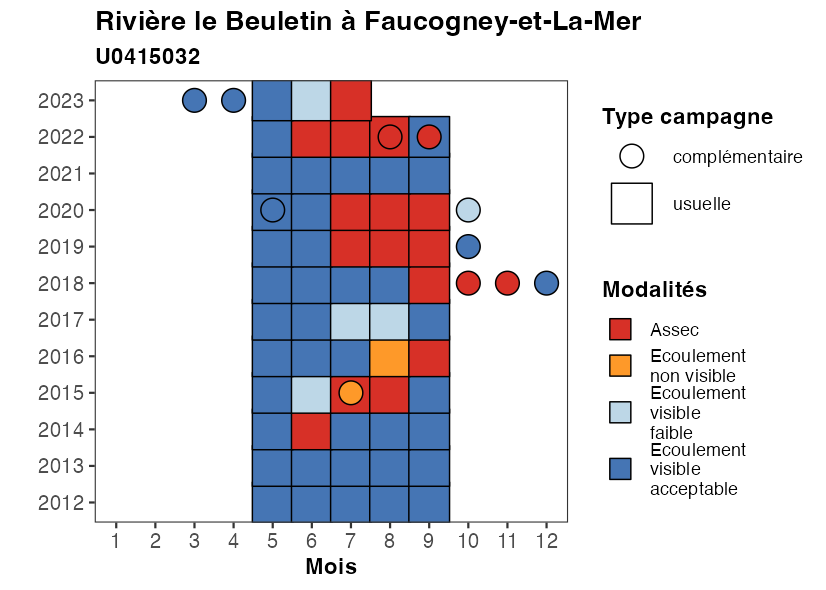 Rivière le Beuletin à Faucogney-et-La-Mer
U0415032
2023
2022
2021
2020
2019
2018
2017
2016
2015
2014
2013
2012
1 2 3 4 5 6 7 8 9 10 11 12
Mois
Type campagne
complémentaire
usuelle
Modalités
Assec
Ecoulement
non visible
Ecoulement
visible
faible
Ecoulement
visible
acceptable